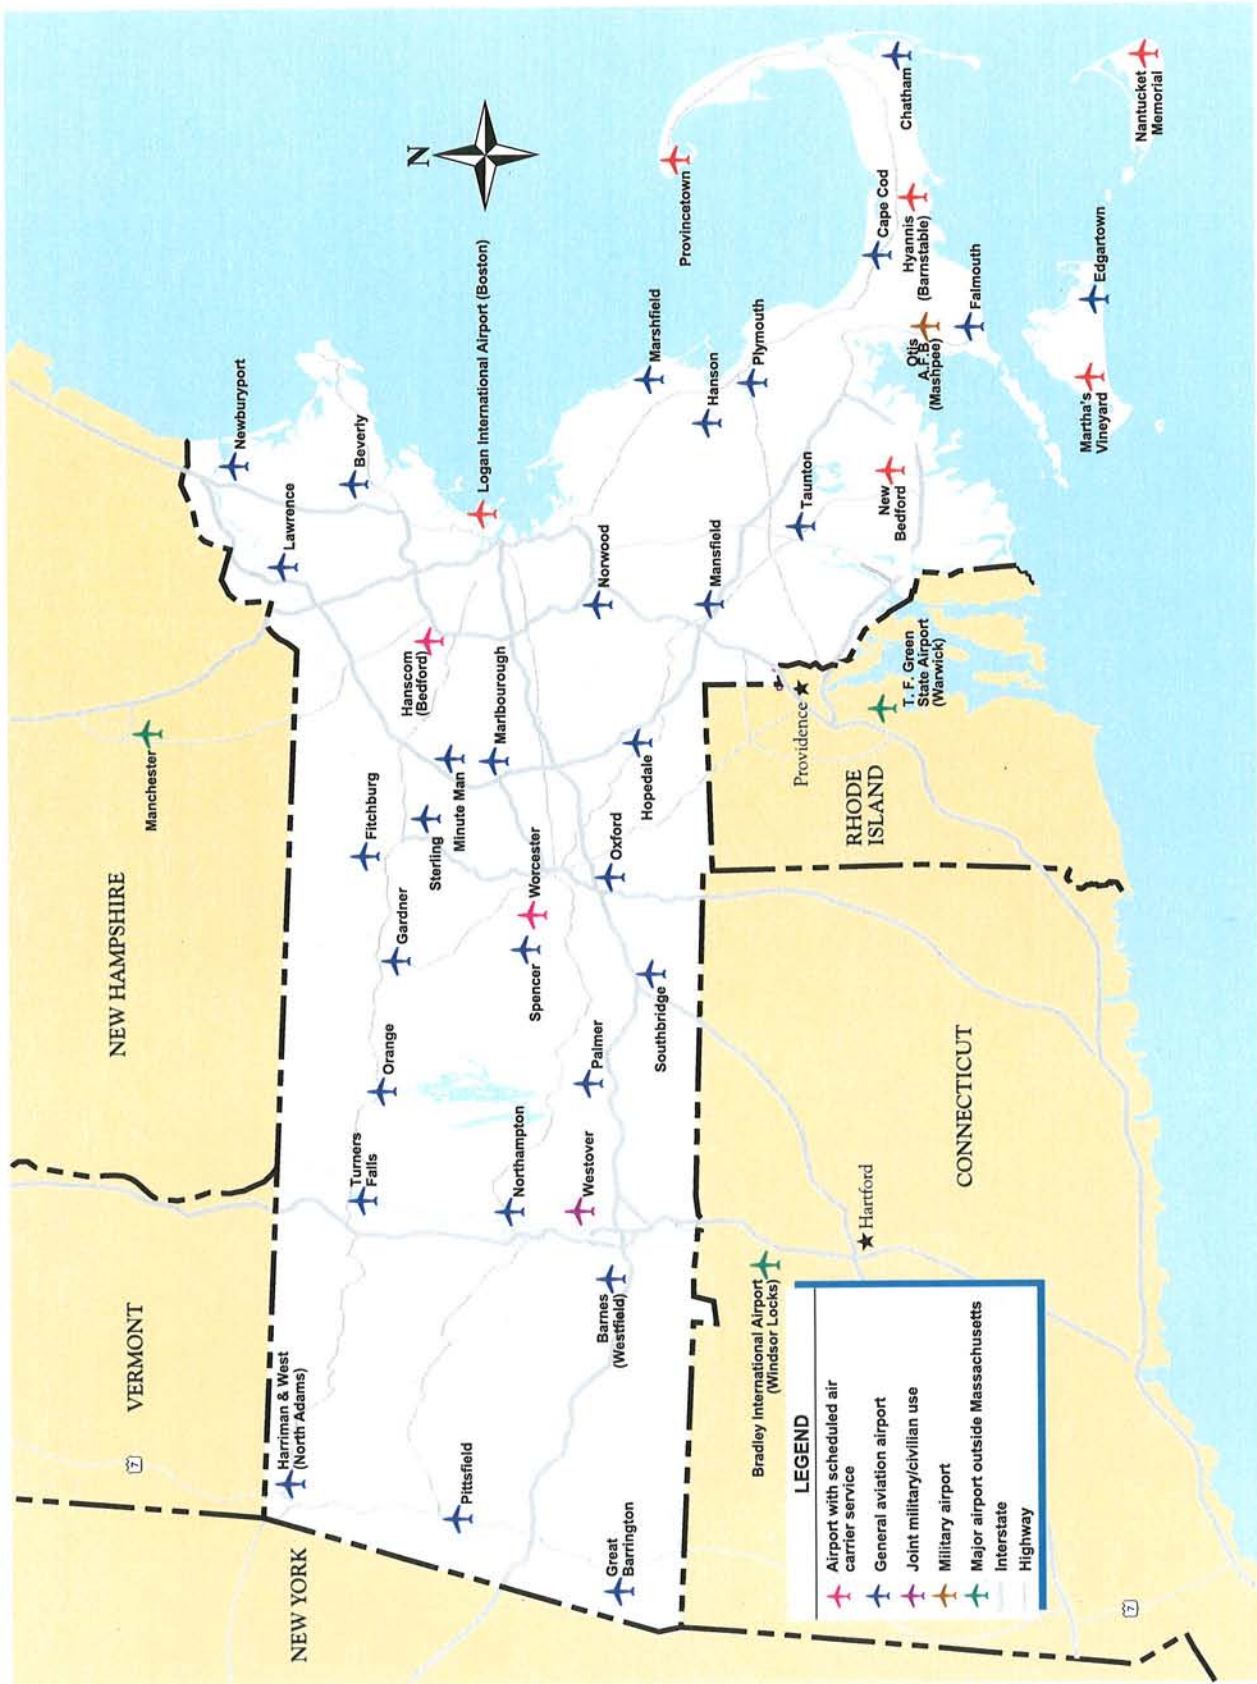 NEW HAMPSHIRE
VERMONT
NEW YORK
CONNECTICUT
RHODE
ISLAND
N
7
7
Manchester
Harriman & West
(North Adams)
Pittsfield
Great
Barrington
Turners
Falls
Orange
Gardner
Fitchburg
Sterling
Minute Man
Marlbourough
Hanscom
(Bedford)
Lawrence
Newburyport
Beverly
Logan International Airport (Boston)
Northampton
Westover
Barnes
(Westfield)
Palmer
Spencer
Worcester
Southbridge
Oxford
Hopedale
Norwood
Mansfield
Taunton
Marshfield
Hanson
Plymouth
New
Bedford
Provincetown
Chatham
Cape Cod
Hyannis
(Barnstable)
Otis
A.F.B.
(Mashpee)
Falmouth
Martha's
Vineyard
Edgartown
Nantucket
Memorial
Providence
T. F. Green
State Airport
(Warwick)
Hartford
Bradley International Airport
(Windsor Locks)
LEGEND
Airport with scheduled air
carrier service
General aviation airport
Joint military/civilian use
Military airport
Major airport outside Massachusetts
Interstate
Highway